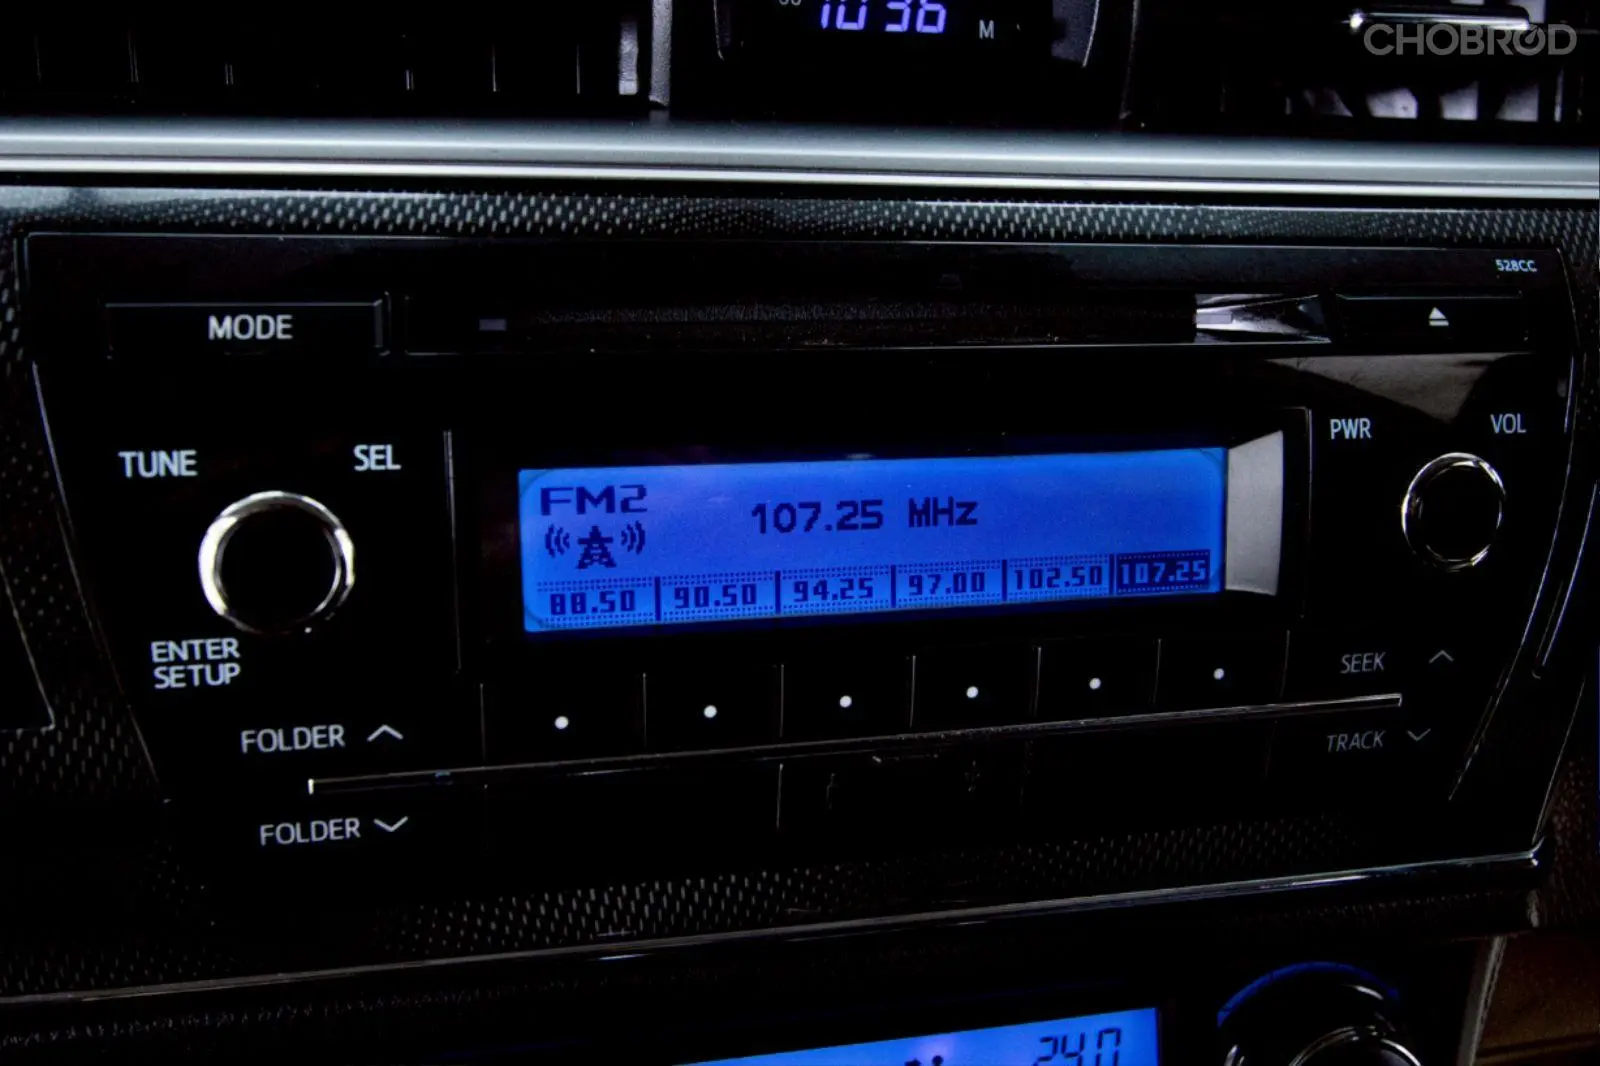 10:36
M
CHOBROD
528CC
MODE
TUNE
SEL
PWR
VOL
FM2
107.25 MHz
88.50 90.50 94.25 97.00 102.50 107.25
ENTER
SETUP
SEEK
TRACK
FOLDER
FOLDER
24.0